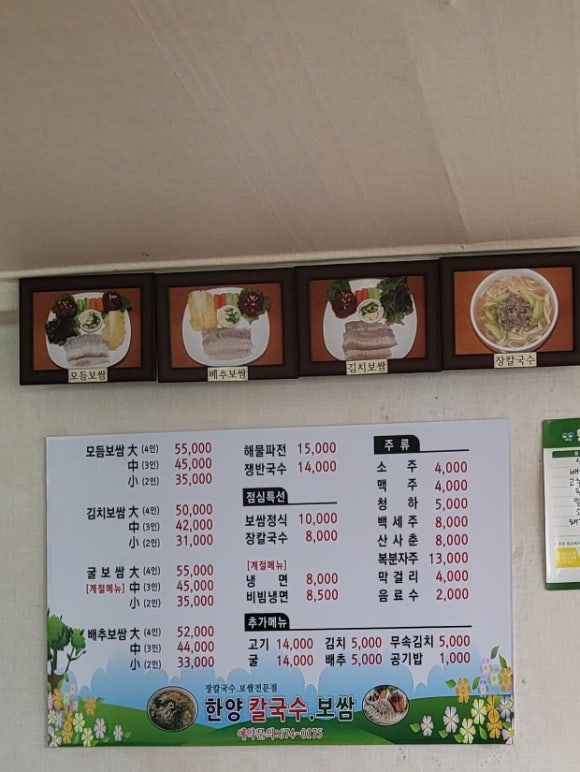 모듬보쌈
배추보쌈
김치보쌈
장칼국수
모듬보쌈 大 (4인) 55,000
中 (3인) 45,000
小 (2인) 35,000
김치보쌈 大 (4인) 50,000
中 (3인) 42,000
小 (2인) 31,000
굴보쌈 大 (4인) 55,000
[계절메뉴] 中 (3인) 45,000
小 (2인) 35,000
배추보쌈 大 (4인) 52,000
中 (3인) 44,000
小 (2인) 33,000
해물파전 15,000
쟁반국수 14,000
점심특선
보쌈정식 10,000
장칼국수 8,000
[계절메뉴]
냉 면 8,000
비빔냉면 8,500
주 류
소 주 4,000
맥 주 4,000
청 하 5,000
백세주 8,000
산사춘 8,000
복분자주 13,000
막걸리 4,000
음료수 2,000
추가메뉴
고기 14,000 김치 5,000 무속김치 5,000
굴 14,000 배추 5,000 공기밥 1,000
장칼국수.보쌈전문점
한양 칼국수.보쌈
예약문의:674-0175